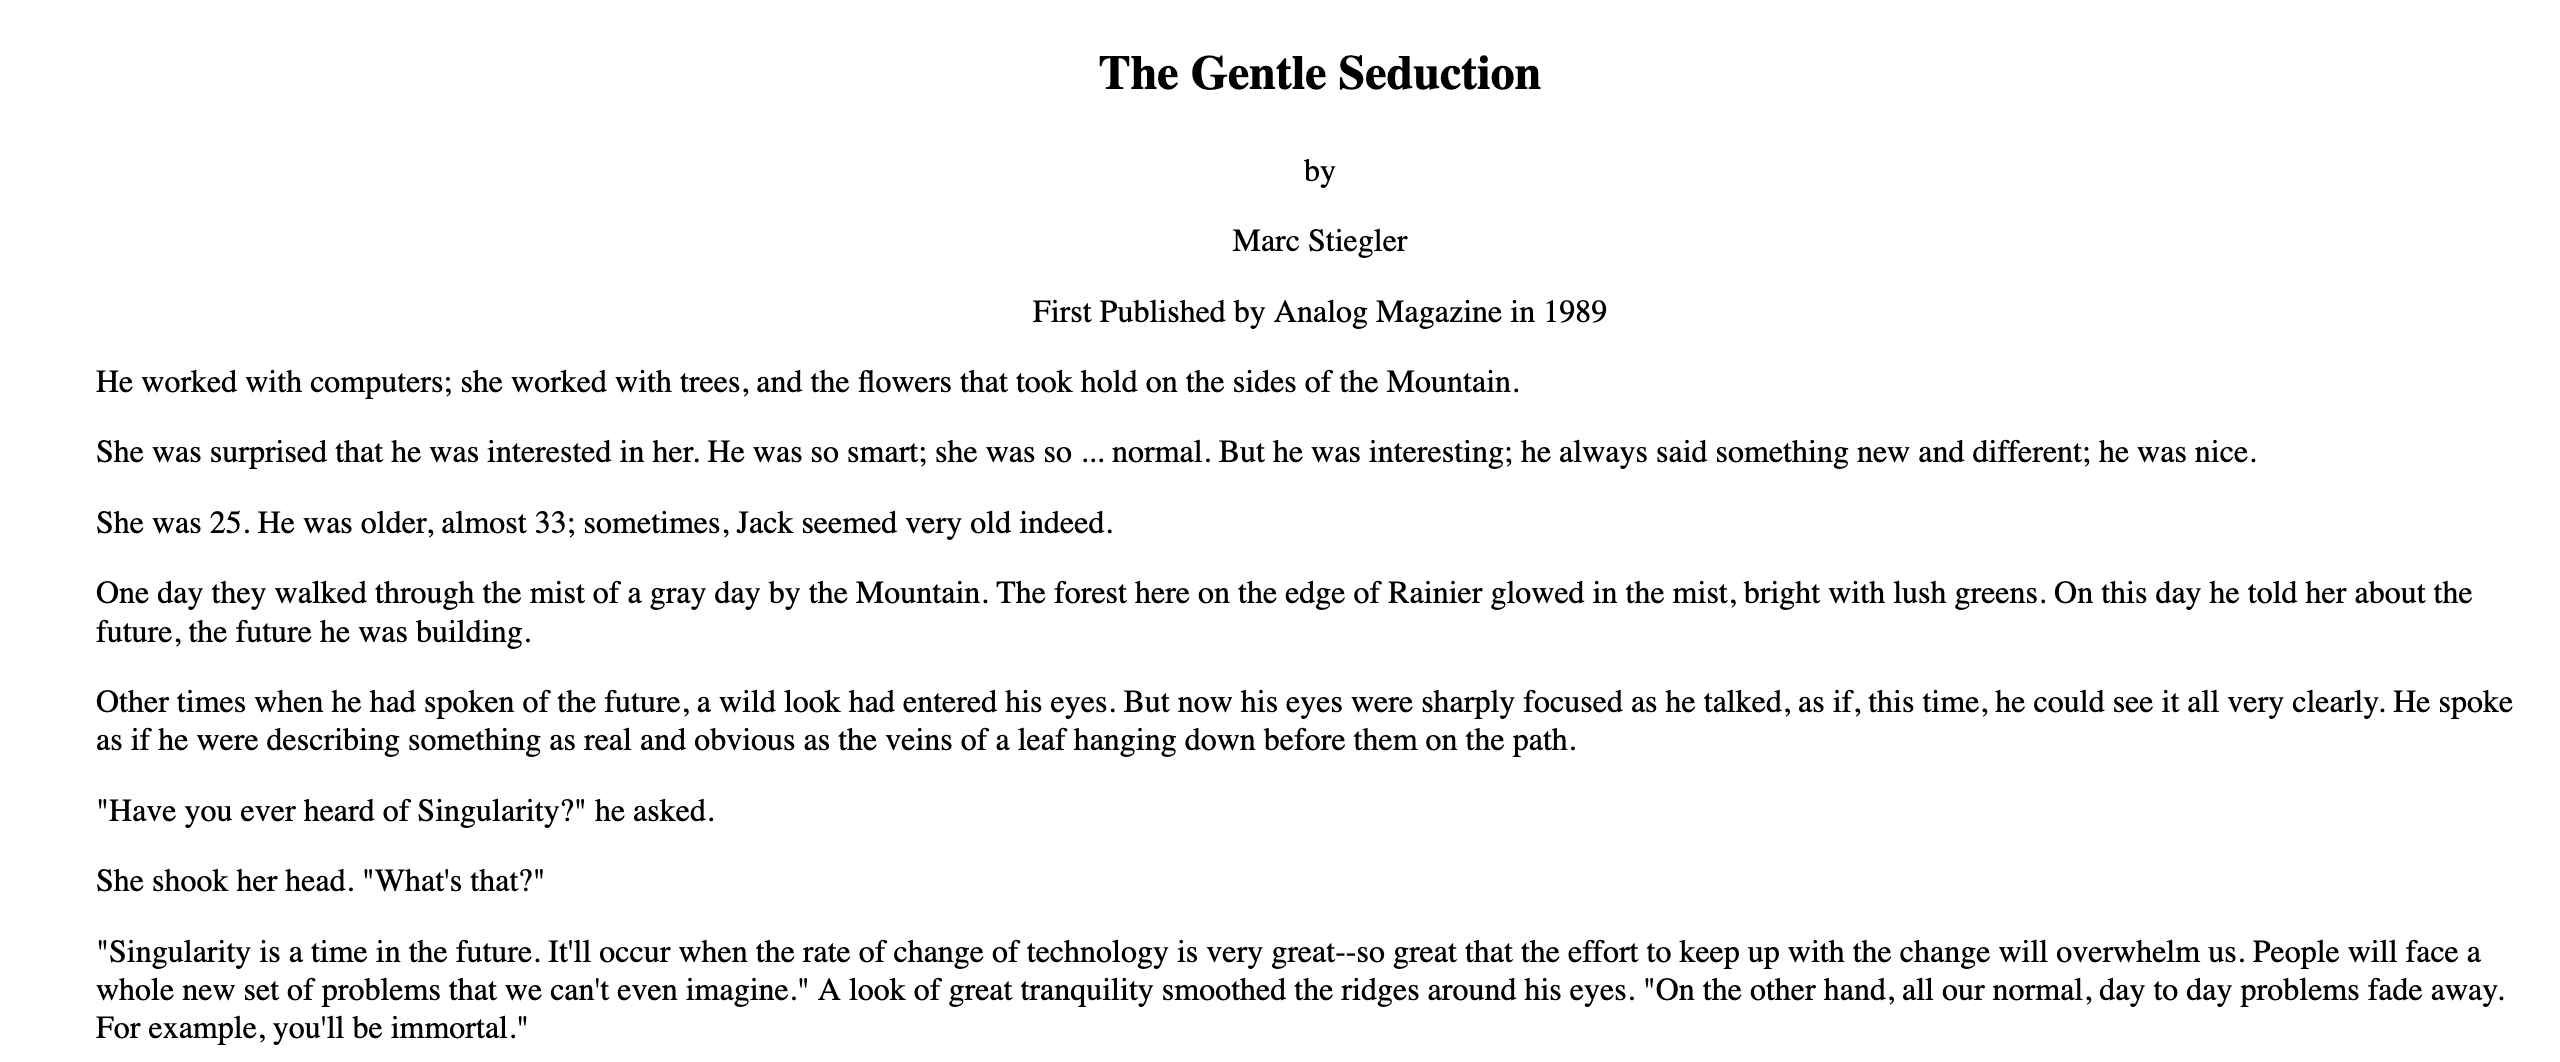 The Gentle Seduction
by
Marc Stiegler
First Published by Analog Magazine in 1989
He worked with computers; she worked with trees, and the flowers that took hold on the sides of the Mountain.
She was surprised that he was interested in her. He was so smart; she was so ... normal. But he was interesting; he always said something new and different; he was nice.
She was 25. He was older, almost 33; sometimes, Jack seemed very old indeed.
One day they walked through the mist of a gray day by the Mountain. The forest here on the edge of Rainier glowed in the mist, bright with lush greens. On this day he told her about the
future, the future he was building.
Other times when he had spoken of the future, a wild look had entered his eyes. But now his eyes were sharply focused as he talked, as if, this time, he could see it all very clearly. He spoke
as if he were describing something as real and obvious as the veins of a leaf hanging down before them on the path.
"Have you ever heard of Singularity?" he asked.
She shook her head. "What's that?"
"Singularity is a time in the future. It'll occur when the rate of change of technology is very great--so great that the effort to keep up with the change will overwhelm us. People will face a
whole new set of problems that we can't even imagine." A look of great tranquility smoothed the ridges around his eyes. "On the other hand, all our normal, day to day problems fade away.
For example, you'll be immortal."